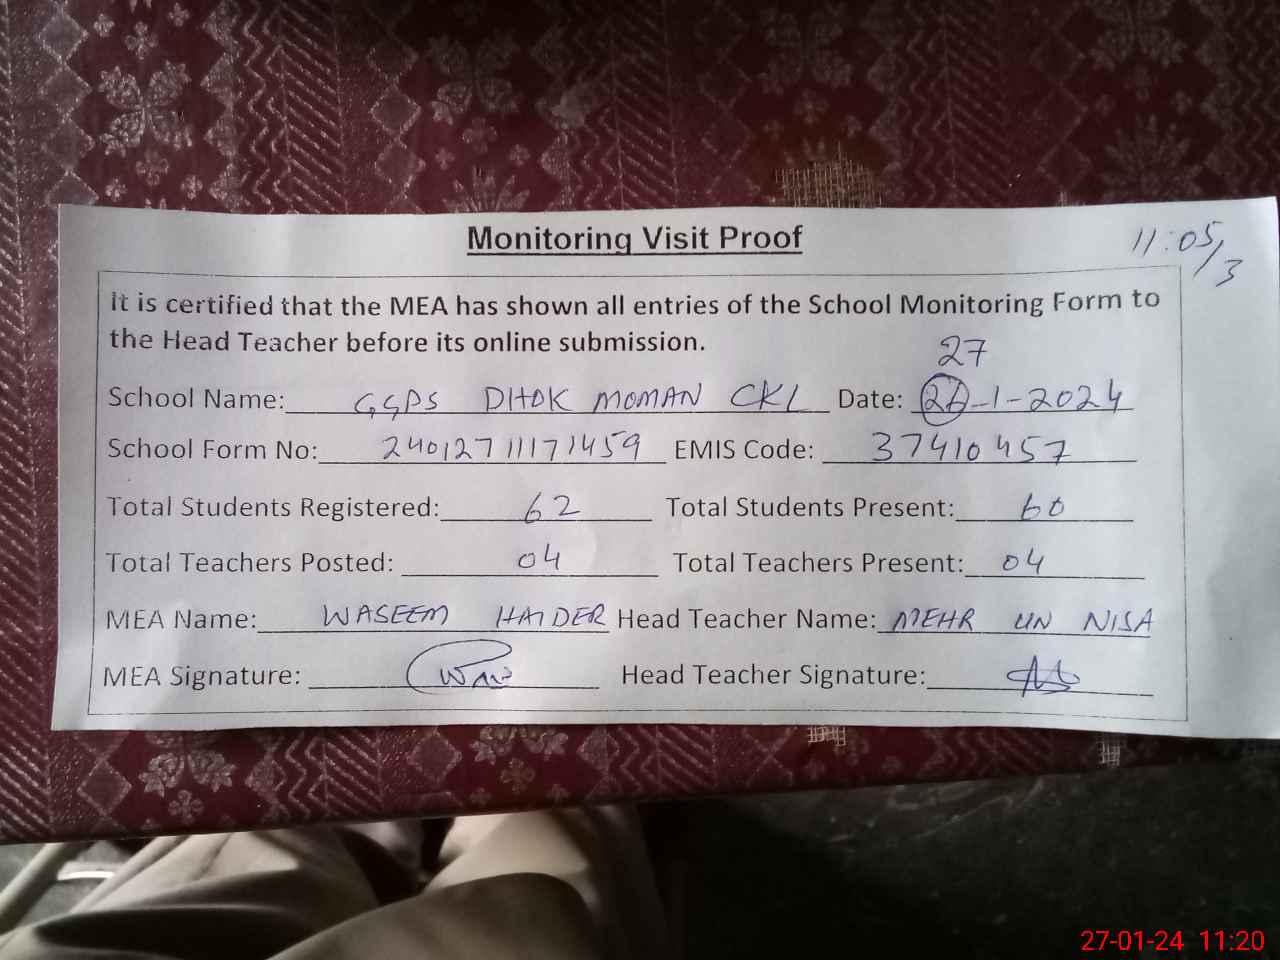 Monitoring Visit Proof
11:05/3
It is certified that the MEA has shown all entries of the School Monitoring Form to
the Head Teacher before its online submission.
27
School Name: GGPS DHOK MOMAN CKL Date: -1-2024
School Form No: 24012711171459 EMIS Code: 37410457
Total Students Registered: 62 Total Students Present: 60
Total Teachers Posted: 04 Total Teachers Present: 04
MEA Name: WASEEM HAIDER Head Teacher Name: MEHR UN NISA
MEA Signature: Head Teacher Signature:
27-01-24 11:20